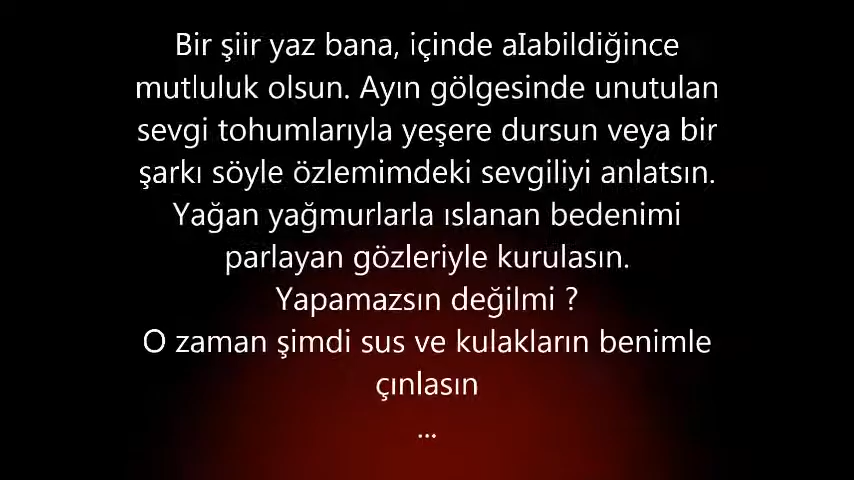 Bir şiir yaz bana, içinde aIabildiğince
mutluluk olsun. Ayın gölgesinde unutulan
sevgi tohumlarıyla yeşere dursun veya bir
şarkı söyle özlemimdeki sevgiliyi anlatsın.
Yağan yağmurlarla ıslanan bedenimi
parlayan gözleriyle kurulasın.
Yapamazsın değilmi ?
O zaman şimdi sus ve kulakların benimle
çınlasın
...